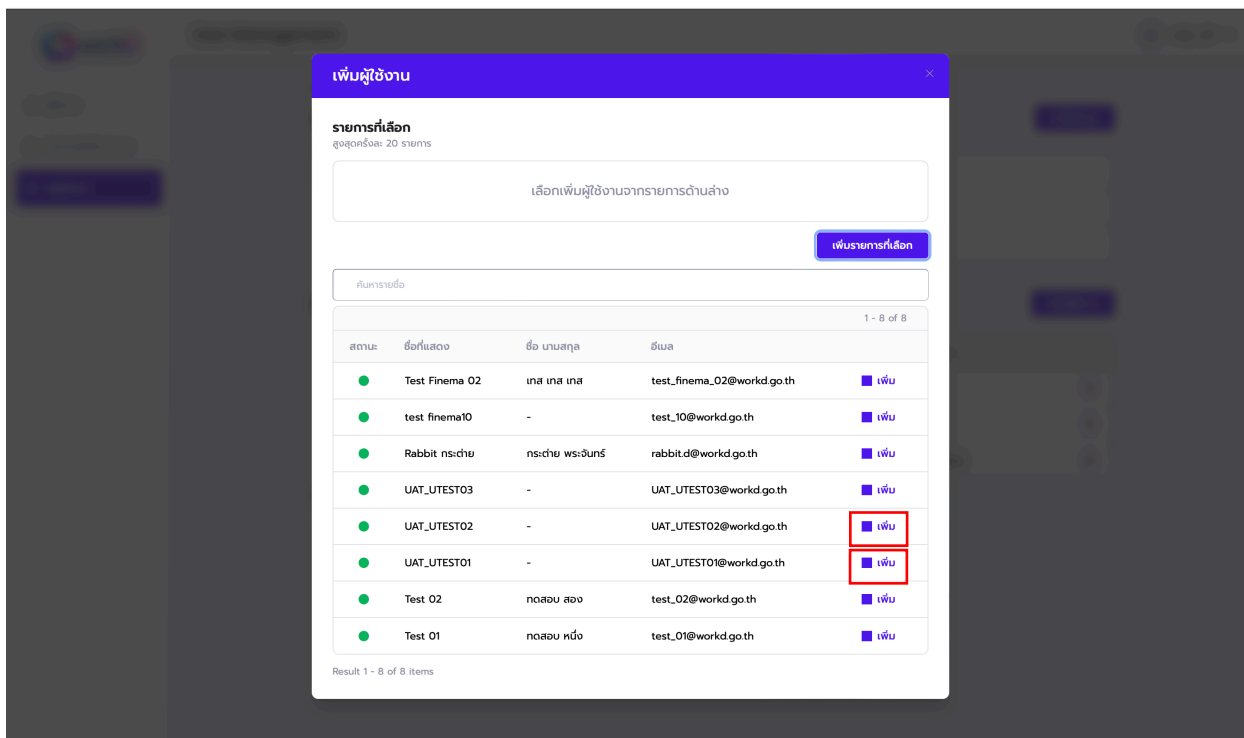 เพิ่มผู้ใช้งาน
รายการที่เลือก
สูงสุดครั้งละ 20 รายการ
เลือกเพิ่มผู้ใช้งานจากรายการด้านล่าง
เพิ่มรายการที่เลือก
ค้นหารายชื่อ
1 - 8 of 8
สถานะ ชื่อที่แสดง ชื่อ นามสกุล อีเมล
Test Finema 02 เทส เทส เทส test_finema_02@workd.go.th เพิ่ม
test finema10 - test_10@workd.go.th เพิ่ม
Rabbit กระต่าย กระต่าย พระจันทร์ rabbit.d@workd.go.th เพิ่ม
UAT_UTEST03 - UAT_UTEST03@workd.go.th เพิ่ม
UAT_UTEST02 - UAT_UTEST02@workd.go.th เพิ่ม
UAT_UTEST01 - UAT_UTEST01@workd.go.th เพิ่ม
Test 02 ทดสอบ สอง test_02@workd.go.th เพิ่ม
Test 01 ทดสอบ หนึ่ง test_01@workd.go.th เพิ่ม
Result 1 - 8 of 8 items